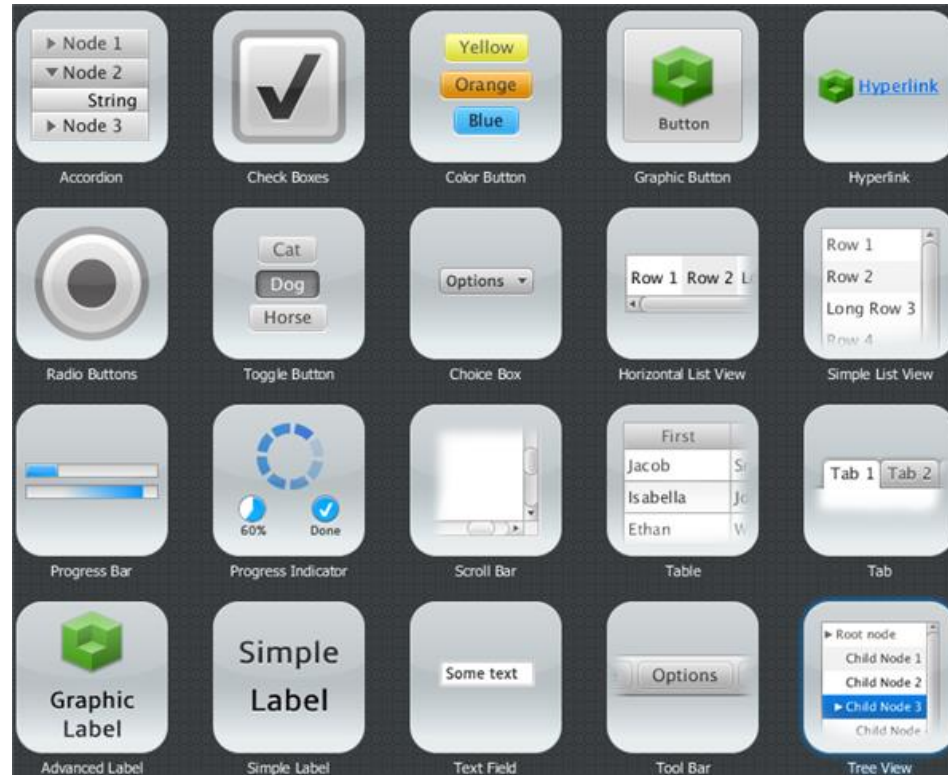 Node 1
Node 2
String
Node 3
Accordion
Check Boxes
Yellow
Orange
Blue
Color Button
Button
Graphic Button
Hyperlink
Hyperlink
Radio Buttons
Cat
Dog
Horse
Toggle Button
Options
Choice Box
Row 1 Row 2
Horizontal List View
Row 1
Row 2
Long Row 3
Row 4
Simple List View
Progress Bar
60% Done
Progress Indicator
Scroll Bar
First
Jacob
Isabella
Ethan
Table
Tab 1 Tab 2
Tab
Graphic
Label
Advanced Label
Simple
Label
Simple Label
Some text
Text Field
Options
Tool Bar
Root node
Child Node 1
Child Node 2
Child Node 3
Child Node
Tree View